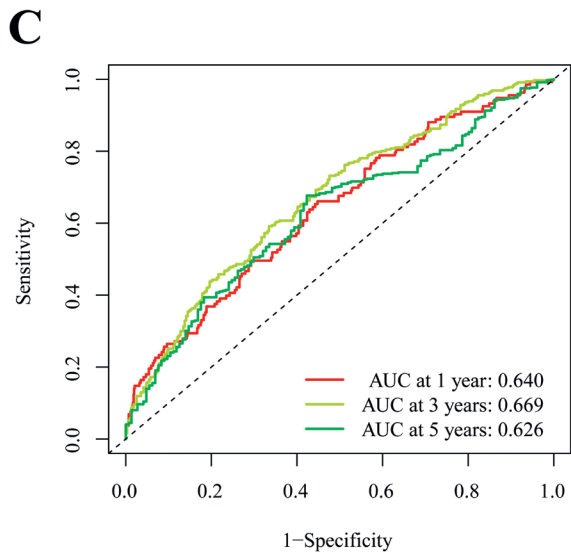 C
1.0
0.8
0.6
0.4
0.2
0.0
Sensitivity
AUC at 1 year: 0.640
AUC at 3 years: 0.669
AUC at 5 years: 0.626
0.0 0.2 0.4 0.6 0.8 1.0
1−Specificity